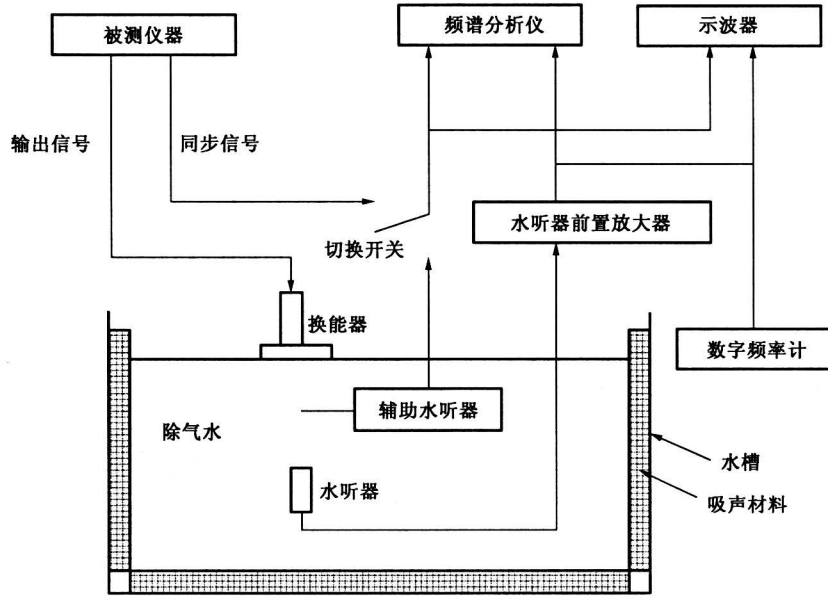 被测仪器
频谱分析仪
示波器
输出信号
同步信号
切换开关
水听器前置放大器
换能器
数字频率计
辅助水听器
除气水
水槽
水听器
吸声材料